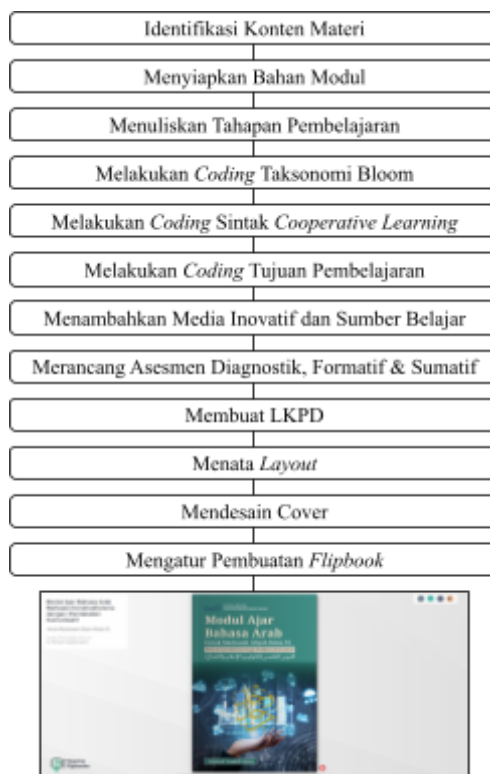 Identifikasi Konten Materi
Menyiapkan Bahan Modul
Menuliskan Tahapan Pembelajaran
Melakukan Coding Taksonomi Bloom
Melakukan Coding Sintak Cooperative Learning
Melakukan Coding Tujuan Pembelajaran
Menambahkan Media Inovatif dan Sumber Belajar
Merancang Asesmen Diagnostik, Formatif & Sumatif
Membuat LKPD
Menata Layout
Mendesain Cover
Mengatur Pembuatan Flipbook
Modul Ajar
Bahasa Arab